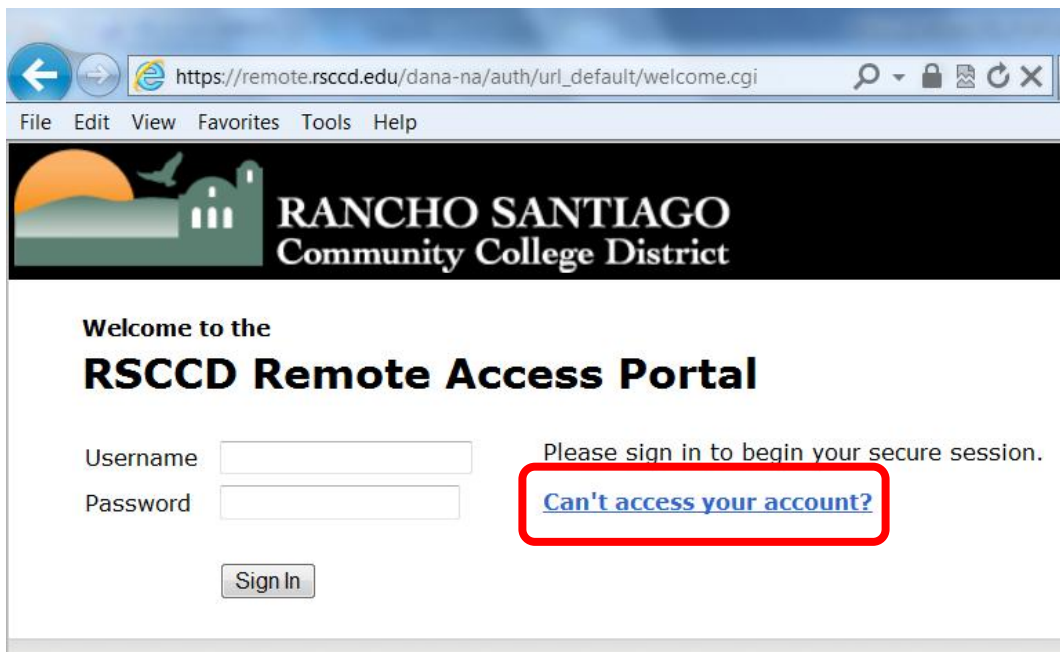 https://remote.rsccd.edu/dana-na/auth/url_default/welcome.cgi
File Edit View Favorites Tools Help
RANCHO SANTIAGO
Community College District
Welcome to the
RSCCD Remote Access Portal
Username
Please sign in to begin your secure session.
Password
Can't access your account?
Sign In